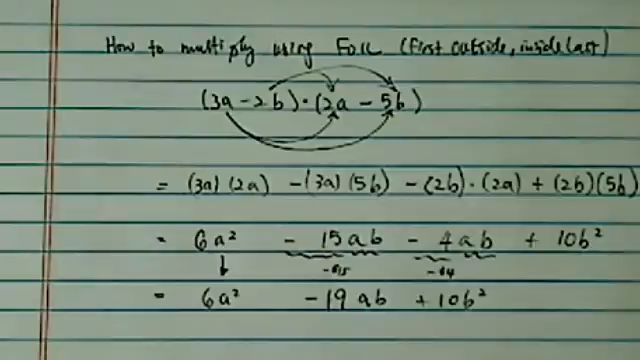 How to multiply using FOIL (First outside, inside last)
(3a - 2b) · (2a - 5b)
= (3a) (2a) - (3a) (5b) - (2b) · (2a) + (2b) (5b)
= 6a² - 15ab - 4ab + 10b²
= 6a² - 19ab + 10b²